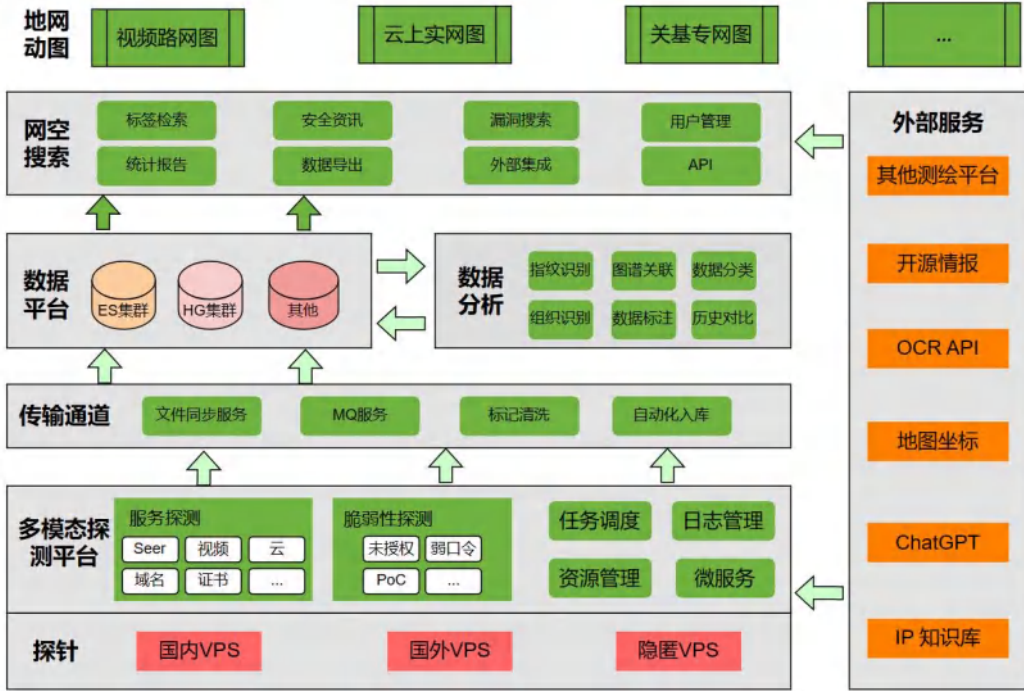 地网
动图
视频路网图
云上实网图
关基专网图
...
网空
搜索
标签检索
安全资讯
漏洞搜索
用户管理
统计报告
数据导出
外部集成
API
数据
平台
ES集群
HG集群
其他
数据
分析
指纹识别
图谱关联
数据分类
组织识别
数据标注
历史对比
传输通道
文件同步服务
MQ服务
标记清洗
自动化入库
多模态探
测平台
服务探测
Seer
视频
云
域名
证书
...
脆弱性探测
未授权
弱口令
PoC
...
任务调度
日志管理
资源管理
微服务
探针
国内VPS
国外VPS
隐匿VPS
外部服务
其他测绘平台
开源情报
OCR API
地图坐标
ChatGPT
IP 知识库